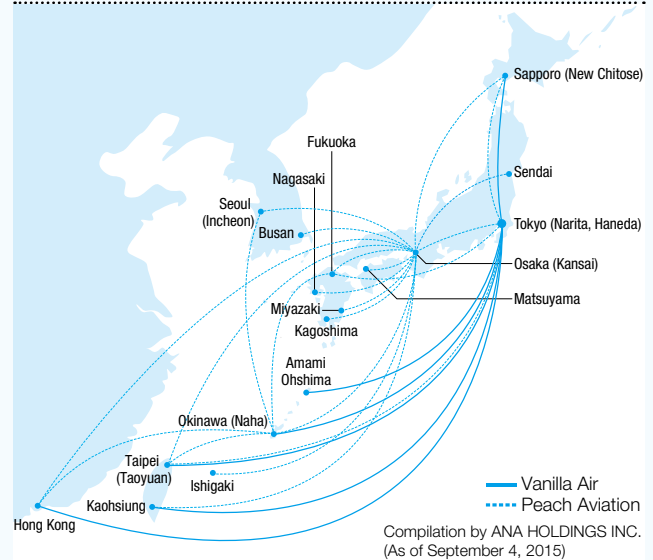 Sapporo (New Chitose)
Fukuoka
Sendai
Nagasaki
Seoul
(Incheon)
Tokyo (Narita, Haneda)
Busan
Osaka (Kansai)
Matsuyama
Miyazaki
Kagoshima
Amami
Ohshima
Okinawa (Naha)
Taipei
(Taoyuan)
Ishigaki
Kaohsiung
Hong Kong
Vanilla Air
Peach Aviation
Compilation by ANA HOLDINGS INC.
(As of September 4, 2015)